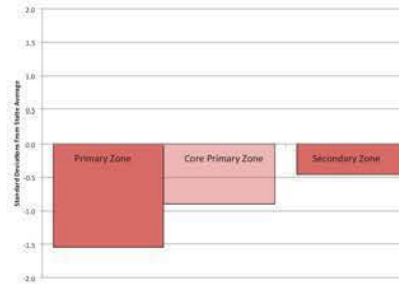 Standard Deviations from State Average
2.0
1.5
1.0
0.5
0.0
-0.5
-1.0
-1.5
-2.0
Primary Zone
Core Primary Zone
Secondary Zone